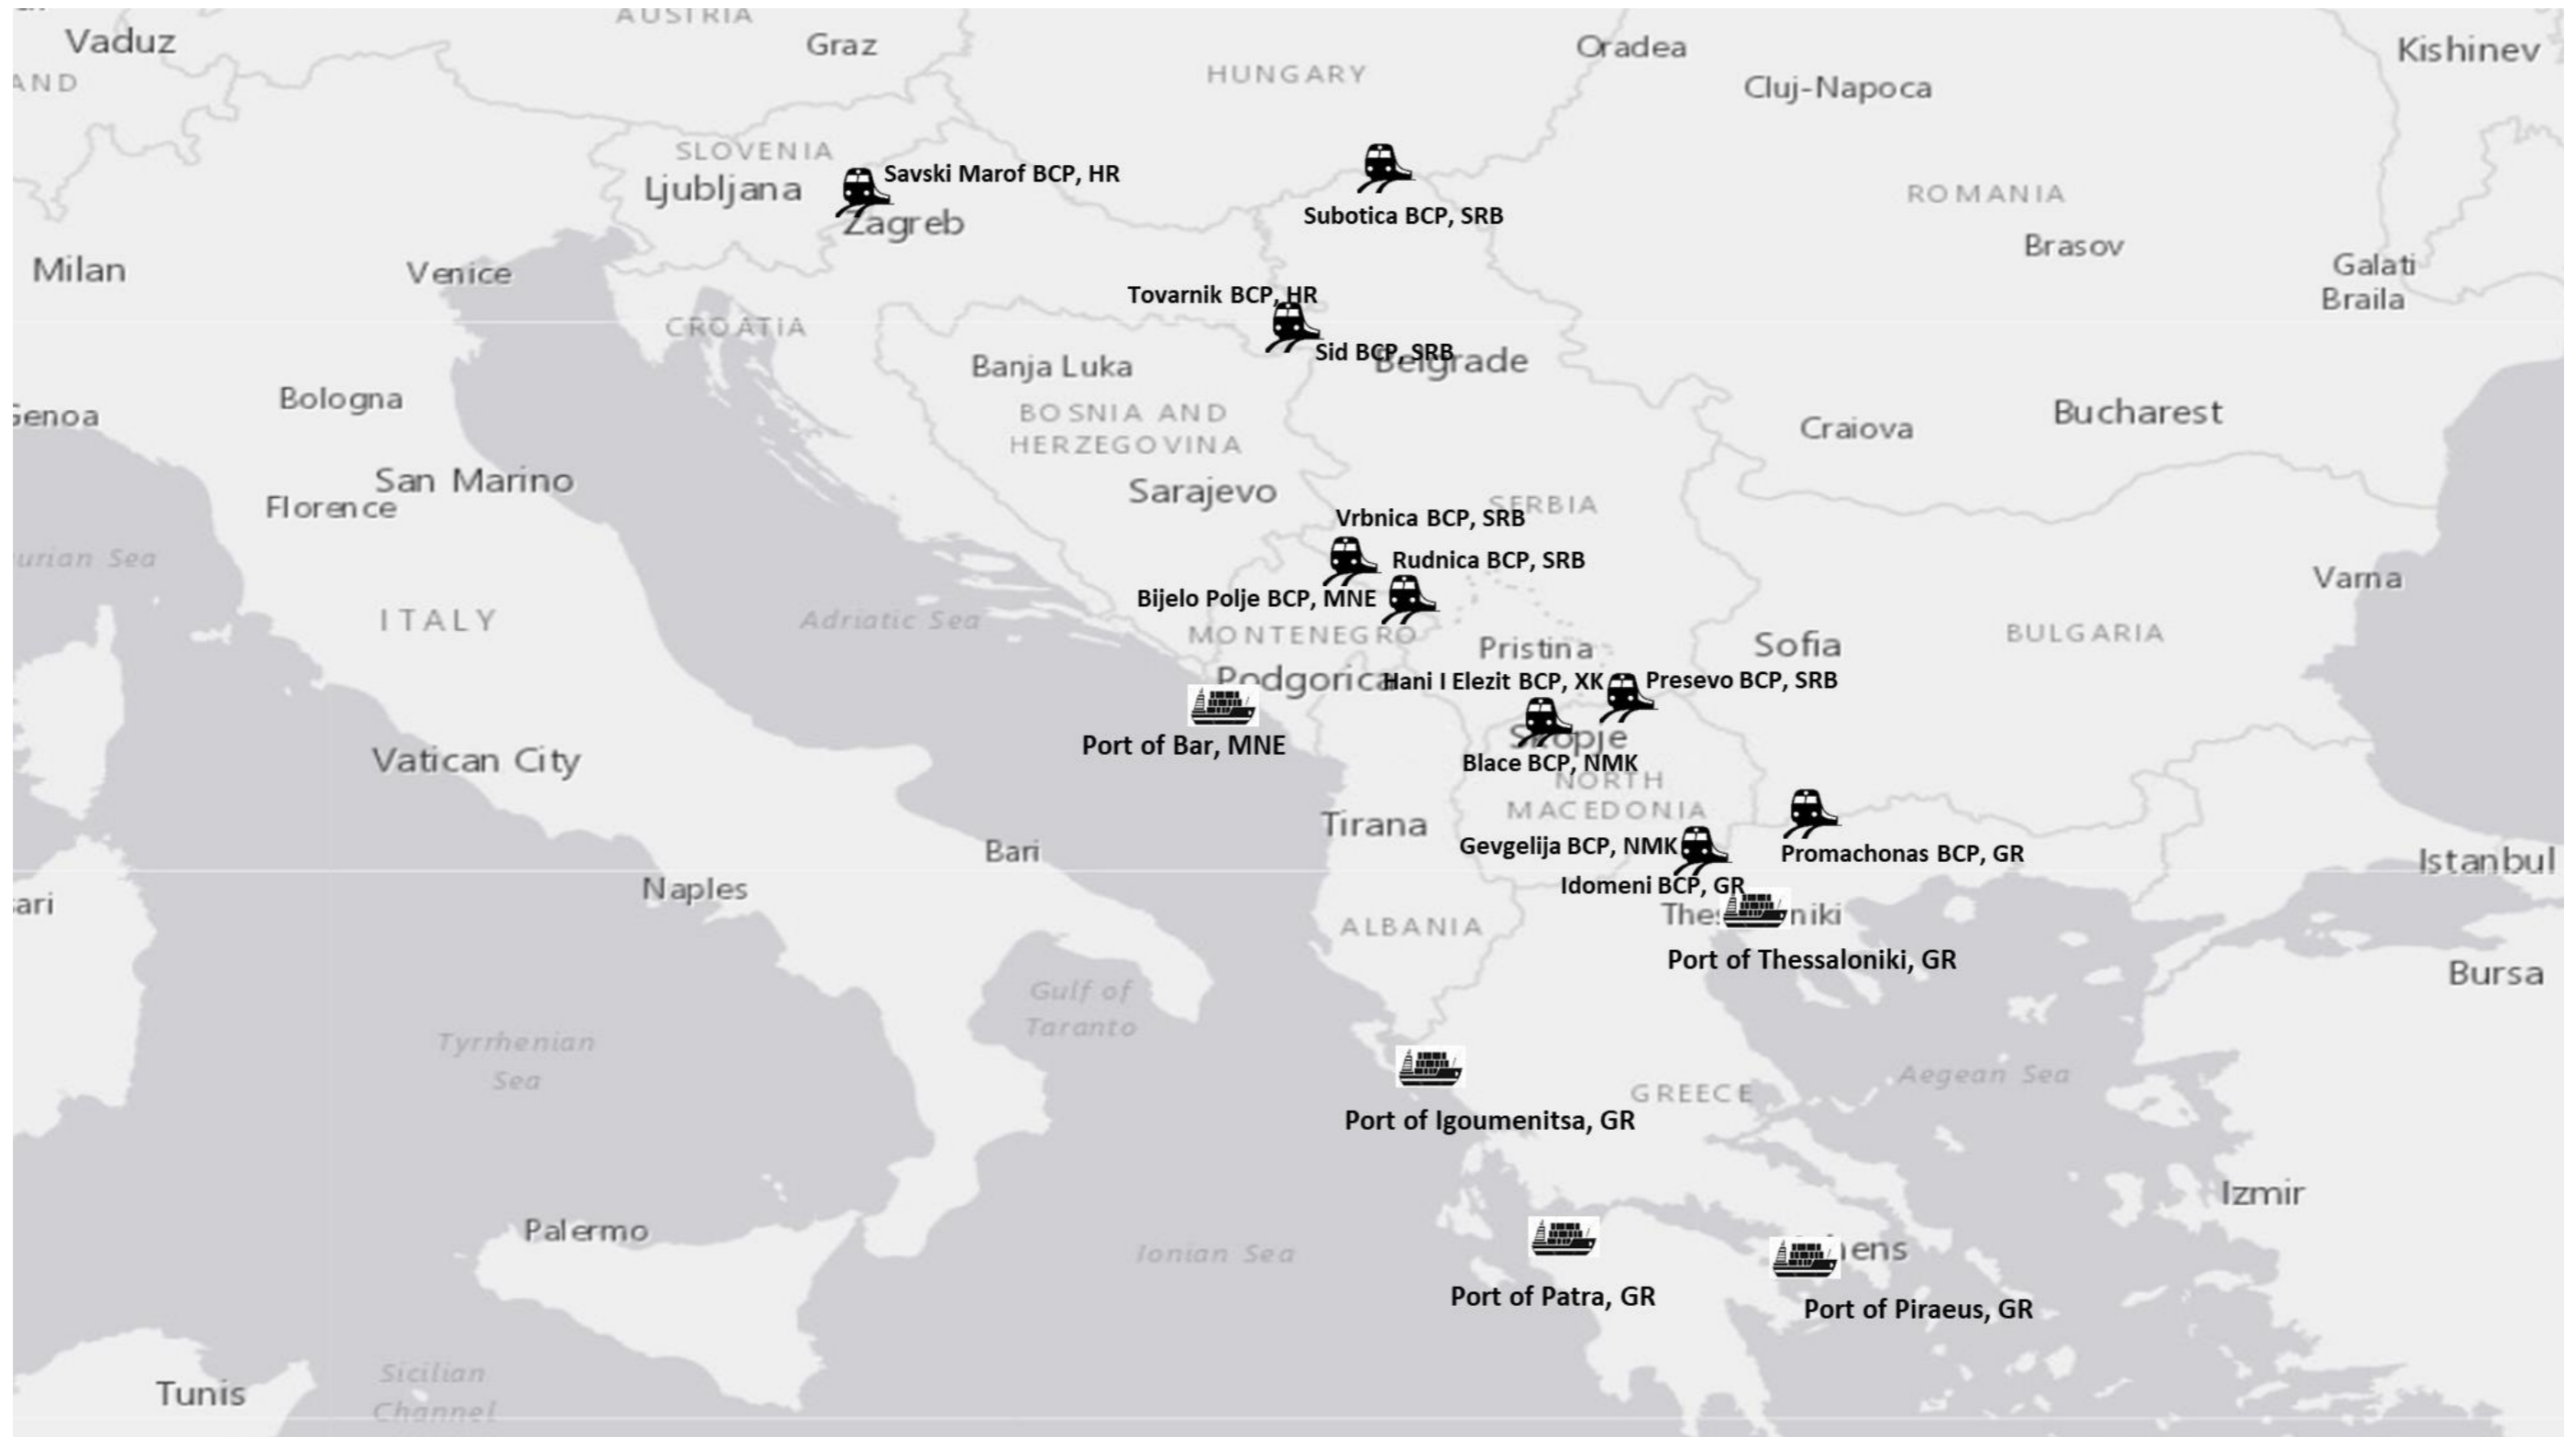 AUSTRIA
Vaduz
Graz
Oradea
Kishinev
AND
HUNGARY
Cluj-Napoca
SLOVENIA
Savski Marof BCP, HR
Ljubljana
Subotica BCP, SRB
ROMANIA
Zagreb
Brasov
Milan
Venice
Galati
Braila
Tovarnik BCP, HR
CROATIA
Sid BCP, SRB
Belgrade
Banja Luka
Bologna
Genoa
BOSNIA AND
HERZEGOVINA
Craiova
Bucharest
San Marino
Florence
Sarajevo
SERBIA
Vrbnica BCP, SRB
Rudnica BCP, SRB
urian Sea
Varna
Bijelo Polje BCP, MNE
ITALY
Adriatic Sea
MONTENEGRO
Pristina
Sofia
BULGARIA
Podgorica
Hani I Elezit BCP, XK
Presevo BCP, SRB
Port of Bar, MNE
Skopje
Vatican City
Blace BCP, NMK
NORTH
MACEDONIA
Tirana
Bari
Gevgelija BCP, NMK
Promachonas BCP, GR
Istanbul
Naples
Idomeni BCP, GR
ari
Thes niki
ALBANIA
Port of Thessaloniki, GR
Bursa
Gulf of
Taranto
Tyrrhenian
Sea
Aegean Sea
GREECE
Port of Igoumenitsa, GR
Izmir
Palermo
Ionian Sea
hens
Port of Patra, GR
Port of Piraeus, GR
Tunis
Sicilian
Channel